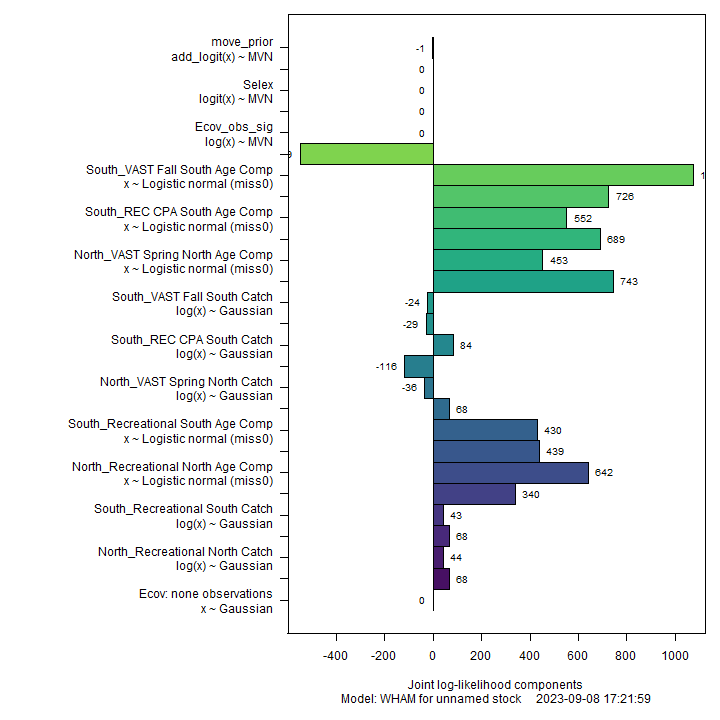 move_prior
add_logit(x) ~ MVN
-1
0
Selex
logit(x) ~ MVN
0
0
Ecov_obs_sig
log(x) ~ MVN
0
9
South_VAST Fall South Age Comp
x ~ Logistic normal (miss0)
1
726
South_REC CPA South Age Comp
x ~ Logistic normal (miss0)
552
689
North_VAST Spring North Age Comp
x ~ Logistic normal (miss0)
453
743
South_VAST Fall South Catch
log(x) ~ Gaussian
-24
-29
South_REC CPA South Catch
log(x) ~ Gaussian
84
-116
North_VAST Spring North Catch
log(x) ~ Gaussian
-36
68
South_Recreational South Age Comp
x ~ Logistic normal (miss0)
430
439
North_Recreational North Age Comp
x ~ Logistic normal (miss0)
642
340
South_Recreational South Catch
log(x) ~ Gaussian
43
68
North_Recreational North Catch
log(x) ~ Gaussian
44
68
Ecov: none observations
x ~ Gaussian
0
-400 -200 0 200 400 600 800 1000
Joint log-likelihood components
Model: WHAM for unnamed stock 2023-09-08 17:21:59